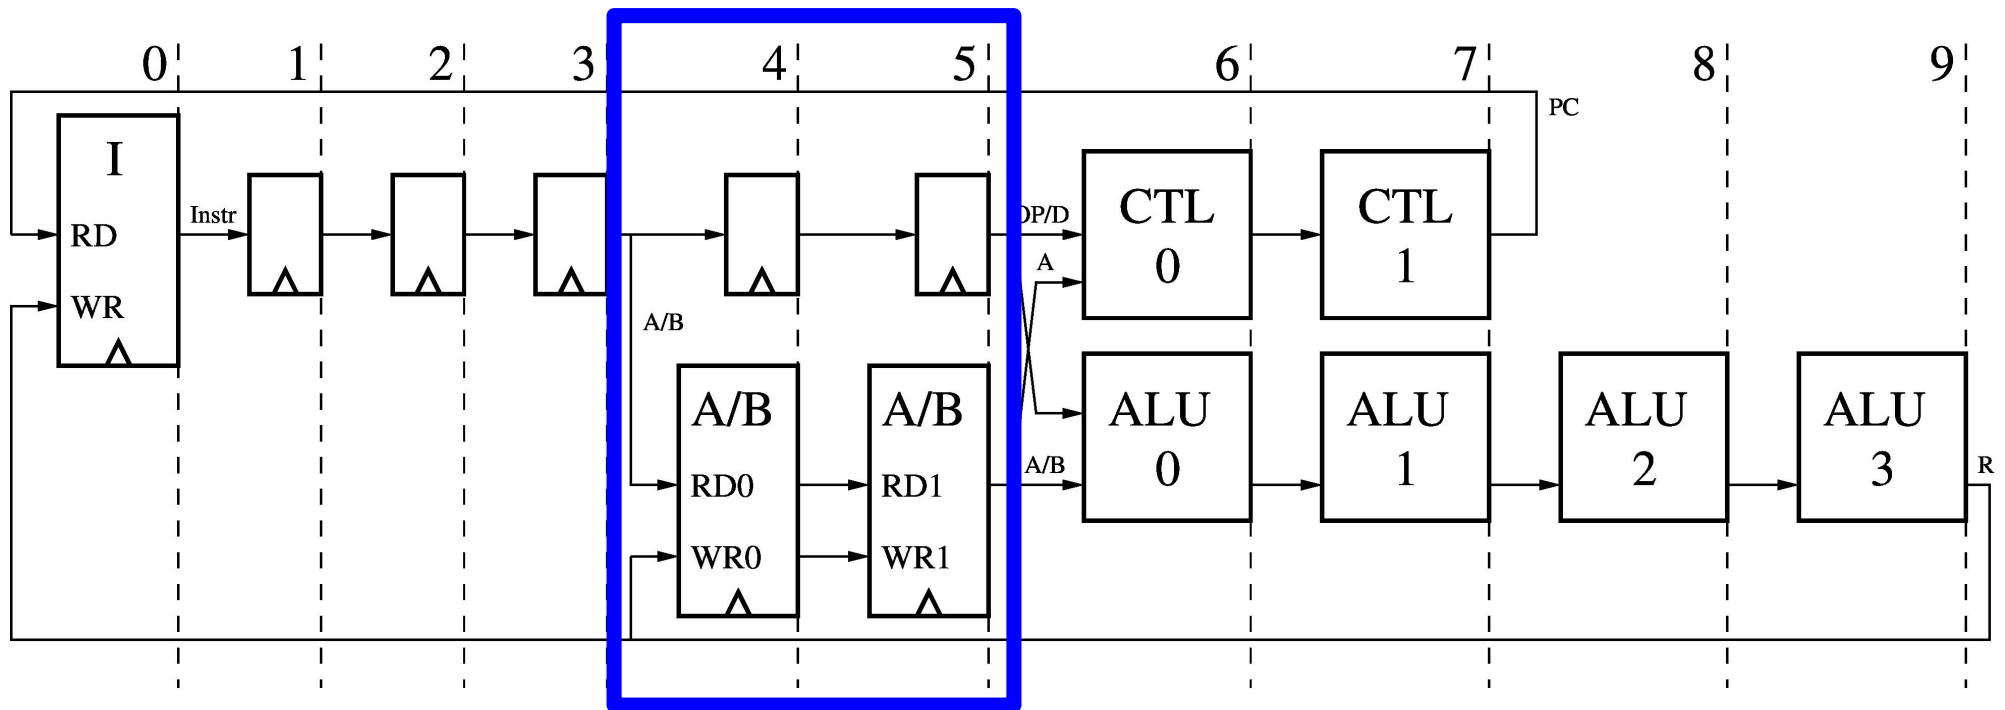 0 1 2 3 4 5 6 7 8 9
PC
I
CTL CTL
Instr OP/D
RD
A
0 1
WR
A/B
A/B A/B ALU ALU ALU ALU
A/B R
RD0 RD1 0 1 2 3
WR0 WR1